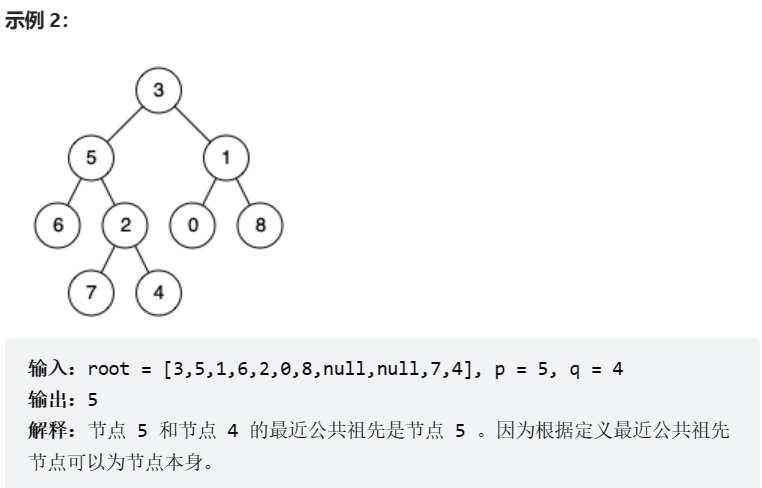 示例 2：
3
5 1
6 2 0 8
7 4
输入：root = [3,5,1,6,2,0,8,null,null,7,4], p = 5, q = 4
输出：5
解释：节点 5 和节点 4 的最近公共祖先是节点 5 。因为根据定义最近公共祖先
节点可以为节点本身。